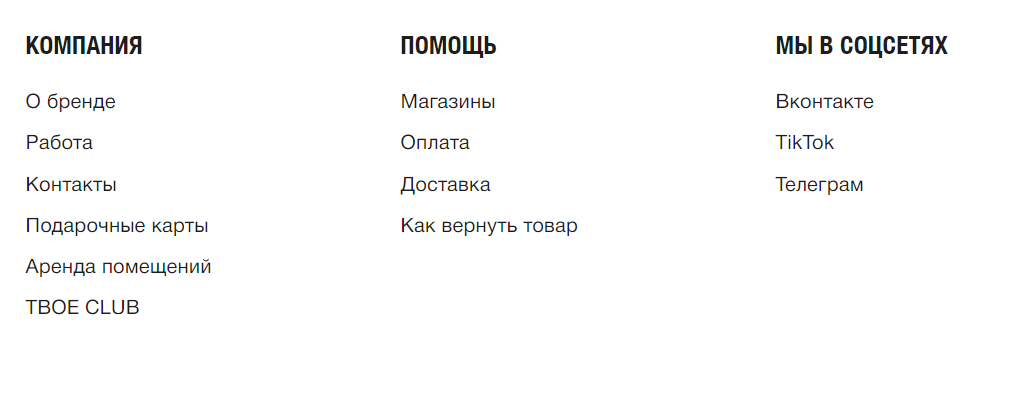 КОМПАНИЯ
О бренде
Работа
Контакты
Подарочные карты
Аренда помещений
ТВОЕ CLUB
ПОМОЩЬ
Магазины
Оплата
Доставка
Как вернуть товар
МЫ В СОЦСЕТЯХ
Вконтакте
TikTok
Телеграм